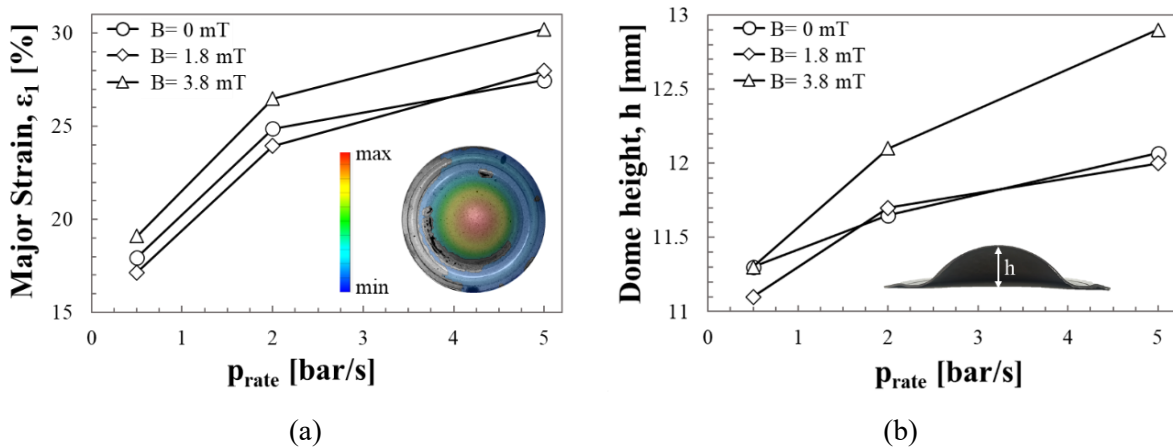 Major Strain, ε1 [%]
30
25
20
15
B= 0 mT
B= 1.8 mT
B= 3.8 mT
max
min
0
1
2
3
4
5
prate [bar/s]
(a)
Dome height, h [mm]
13
12.5
12
11.5
11
B= 0 mT
B= 1.8 mT
B= 3.8 mT
h
0
1
2
3
4
5
prate [bar/s]
(b)